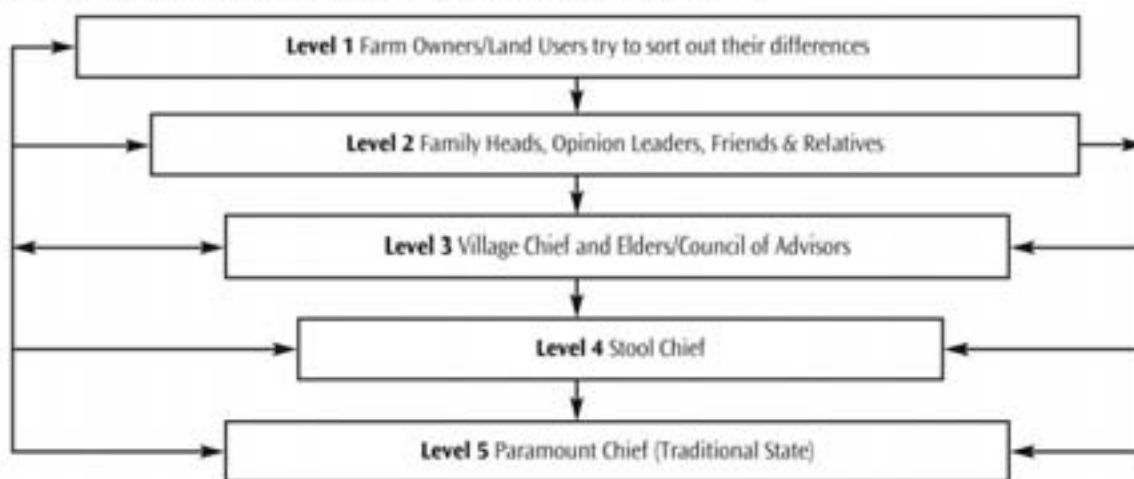 Level 1 Farm Owners/Land Users try to sort out their differences
Level 2 Family Heads, Opinion Leaders, Friends & Relatives
Level 3 Village Chief and Elders/Council of Advisors
Level 4 Stool Chief
Level 5 Paramount Chief (Traditional State)